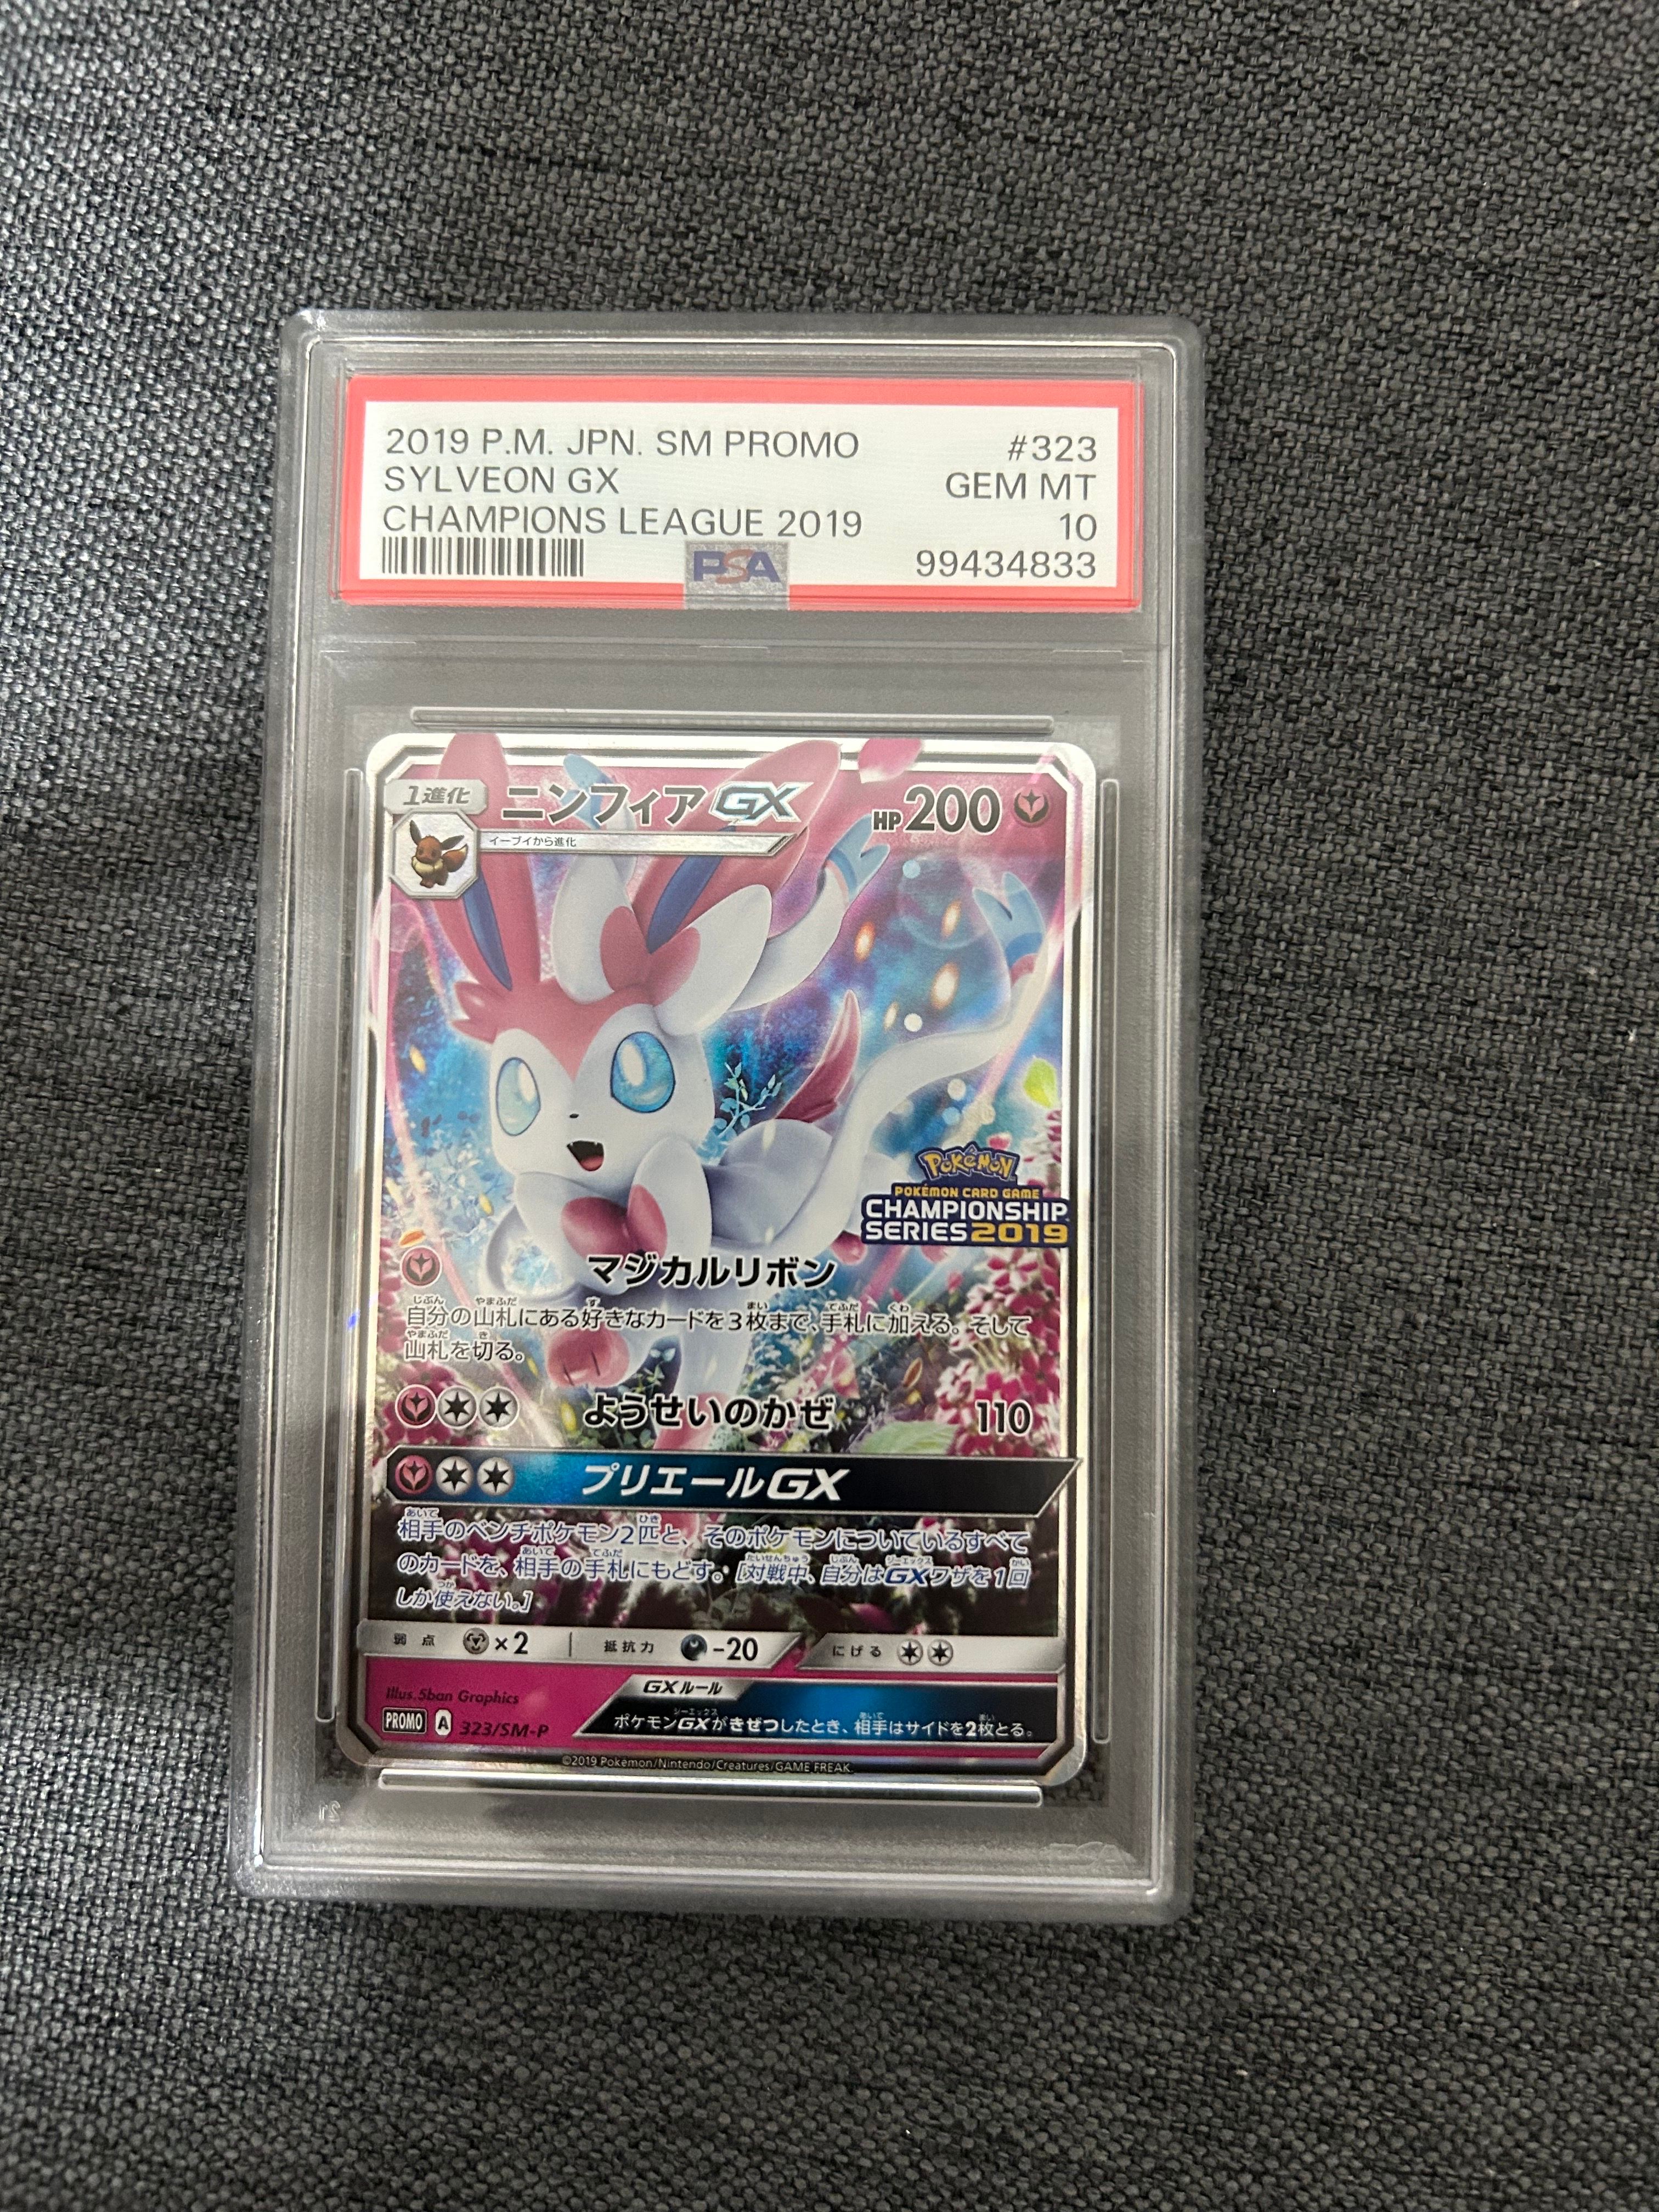 2019 P.M. JPN. SM PROMO #323
SYLVEON GX GEM MT
CHAMPIONS LEAGUE 2019 10
PSA 99434833
1進化 ニンフィアGX HP200
イーブイから進化
Pokémon
POKÉMON CARD GAME
CHAMPIONSHIP
SERIES 2019
マジカルリボン
自分の山札にある好きなカードを3枚まで、手札に加える。そして
山札を切る。
ようせいのかぜ 110
プリエールGX
相手のベンチポケモン2匹と、そのポケモンについているすべて
のカードを、相手の手札にもどす。[対戦中、自分はGXワザを1回
しか使えない。]
弱点 ×2 抵抗力 -20 にげる
Illus. 5ban Graphics
GXルール
PROMO A 323/SM-P
ポケモンGXがきぜつしたとき、相手はサイドを2枚とる。
©2019 Pokémon/Nintendo/Creatures/GAME FREAK.